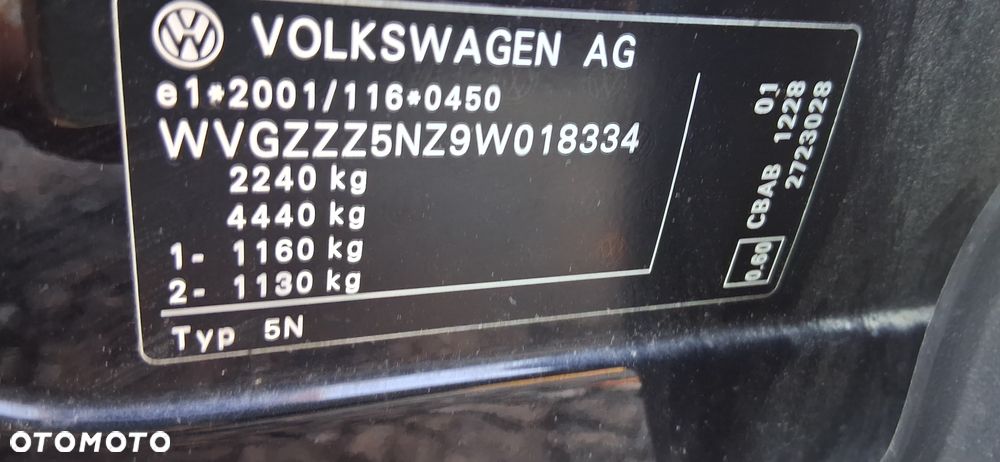 VOLKSWAGEN AG
e1*2001/116*0450
WVGZZZ5NZ9W018334
2240 kg
4440 kg
1- 1160 kg
2- 1130 kg
Typ 5N
01
0.60 CBAB 1228
2723028
OTOMOTO